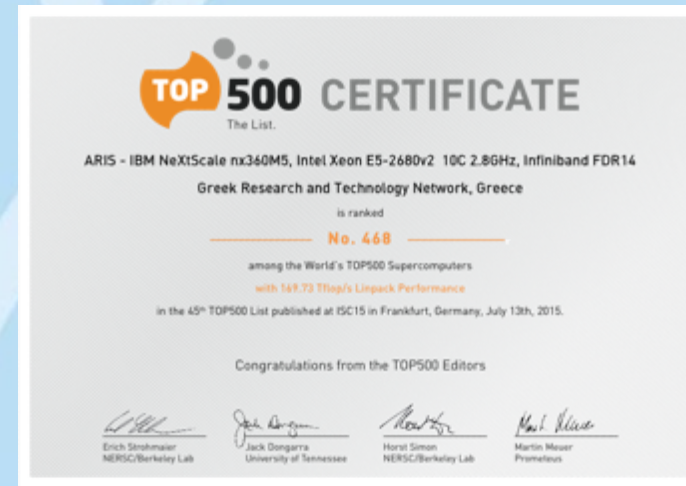 TOP 500 CERTIFICATE
The List.
ARIS - IBM NeXtScale nx360M5, Intel Xeon E5-2680v2 10C 2.8GHz, Infiniband FDR14
Greek Research and Technology Network, Greece
is ranked
No. 468
among the World's TOP500 Supercomputers
with 169.73 Tflop/s Linpack Performance
in the 45th TOP500 List published at ISC15 in Frankfurt, Germany, July 13th, 2015.
Congratulations from the TOP500 Editors
Erich Strohmaier
NERSC/Berkeley Lab
Jack Dongarra
University of Tennessee
Horst Simon
NERSC/Berkeley Lab
Martin Meuer
Prometeus